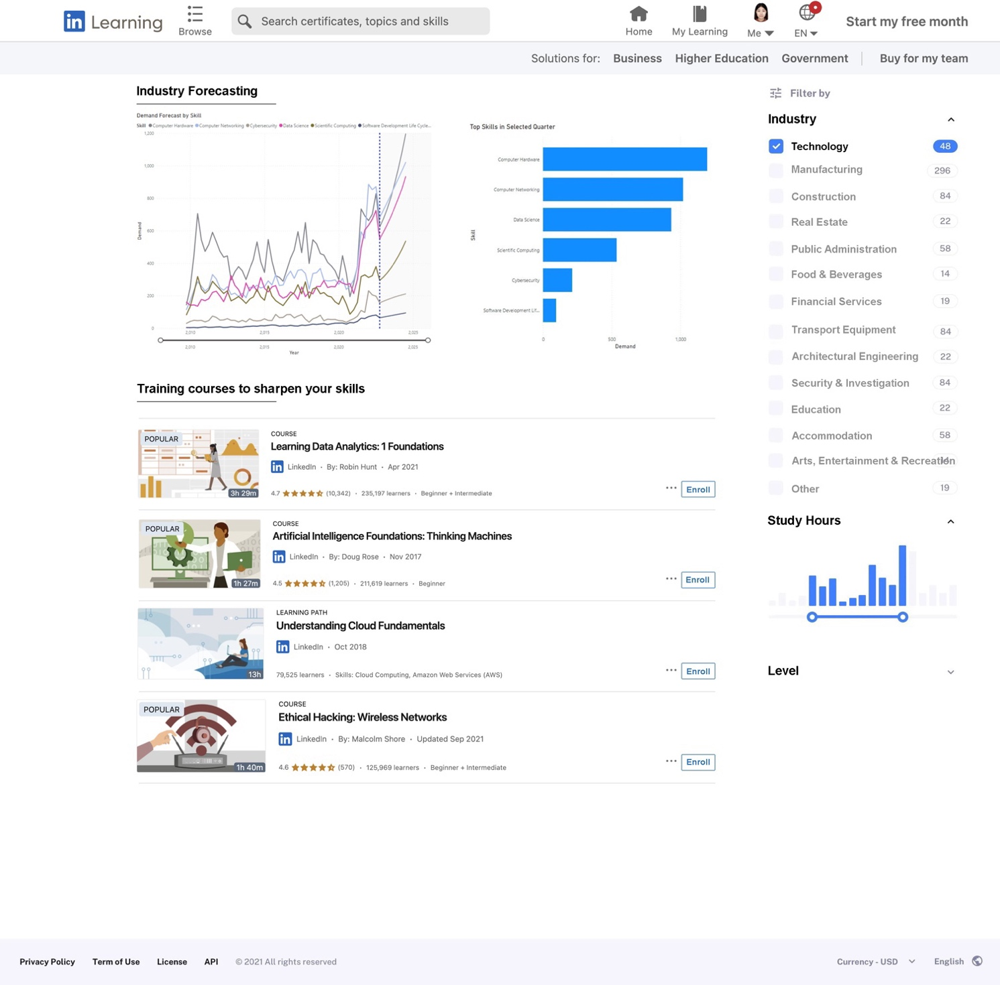 in Learning
Browse
Search certificates, topics and skills
Home
My Learning
Me
EN
Start my free month
Solutions for:
Business
Higher Education
Government
Buy for my team
Industry Forecasting
Demand Forecast by Skill
Skill Computer Hardware Computer Networking Cybersecurity Data Science Scientific Computing Software Development Life Cycle...
1,200
1,000
800
600
400
200
0
Demand
2,010 2,015 2,020 2,025
2,010 2,015 2,020 2,025
Year
Top Skills in Selected Quarter
Skill
Computer Hardware
Computer Networking
Data Science
Scientific Computing
Cybersecurity
Software Development Lif...
0 500 1,000
Demand
Filter by
Industry
Technology 48
Manufacturing 296
Construction 84
Real Estate 22
Public Administration 58
Food & Beverages 14
Financial Services 19
Transport Equipment 84
Architectural Engineering 22
Security & Investigation 84
Education 22
Accommodation 58
Arts, Entertainment & Recreation 14
Other 19
Study Hours
Level
Training courses to sharpen your skills
POPULAR
3h 29m
COURSE
Learning Data Analytics: 1 Foundations
in LinkedIn · By: Robin Hunt · Apr 2021
4.7 (10,342) · 235,197 learners · Beginner + Intermediate
... Enroll
POPULAR
1h 27m
COURSE
Artificial Intelligence Foundations: Thinking Machines
in LinkedIn · By: Doug Rose · Nov 2017
4.5 (1,205) · 211,619 learners · Beginner
... Enroll
13h
LEARNING PATH
Understanding Cloud Fundamentals
in LinkedIn · Oct 2018
79,525 learners · Skills: Cloud Computing, Amazon Web Services (AWS)
... Enroll
POPULAR
1h 40m
COURSE
Ethical Hacking: Wireless Networks
in LinkedIn · By: Malcolm Shore · Updated Sep 2021
4.6 (570) · 125,969 learners · Beginner + Intermediate
... Enroll
Privacy Policy
Term of Use
License
API
© 2021 All rights reserved
Currency - USD
English